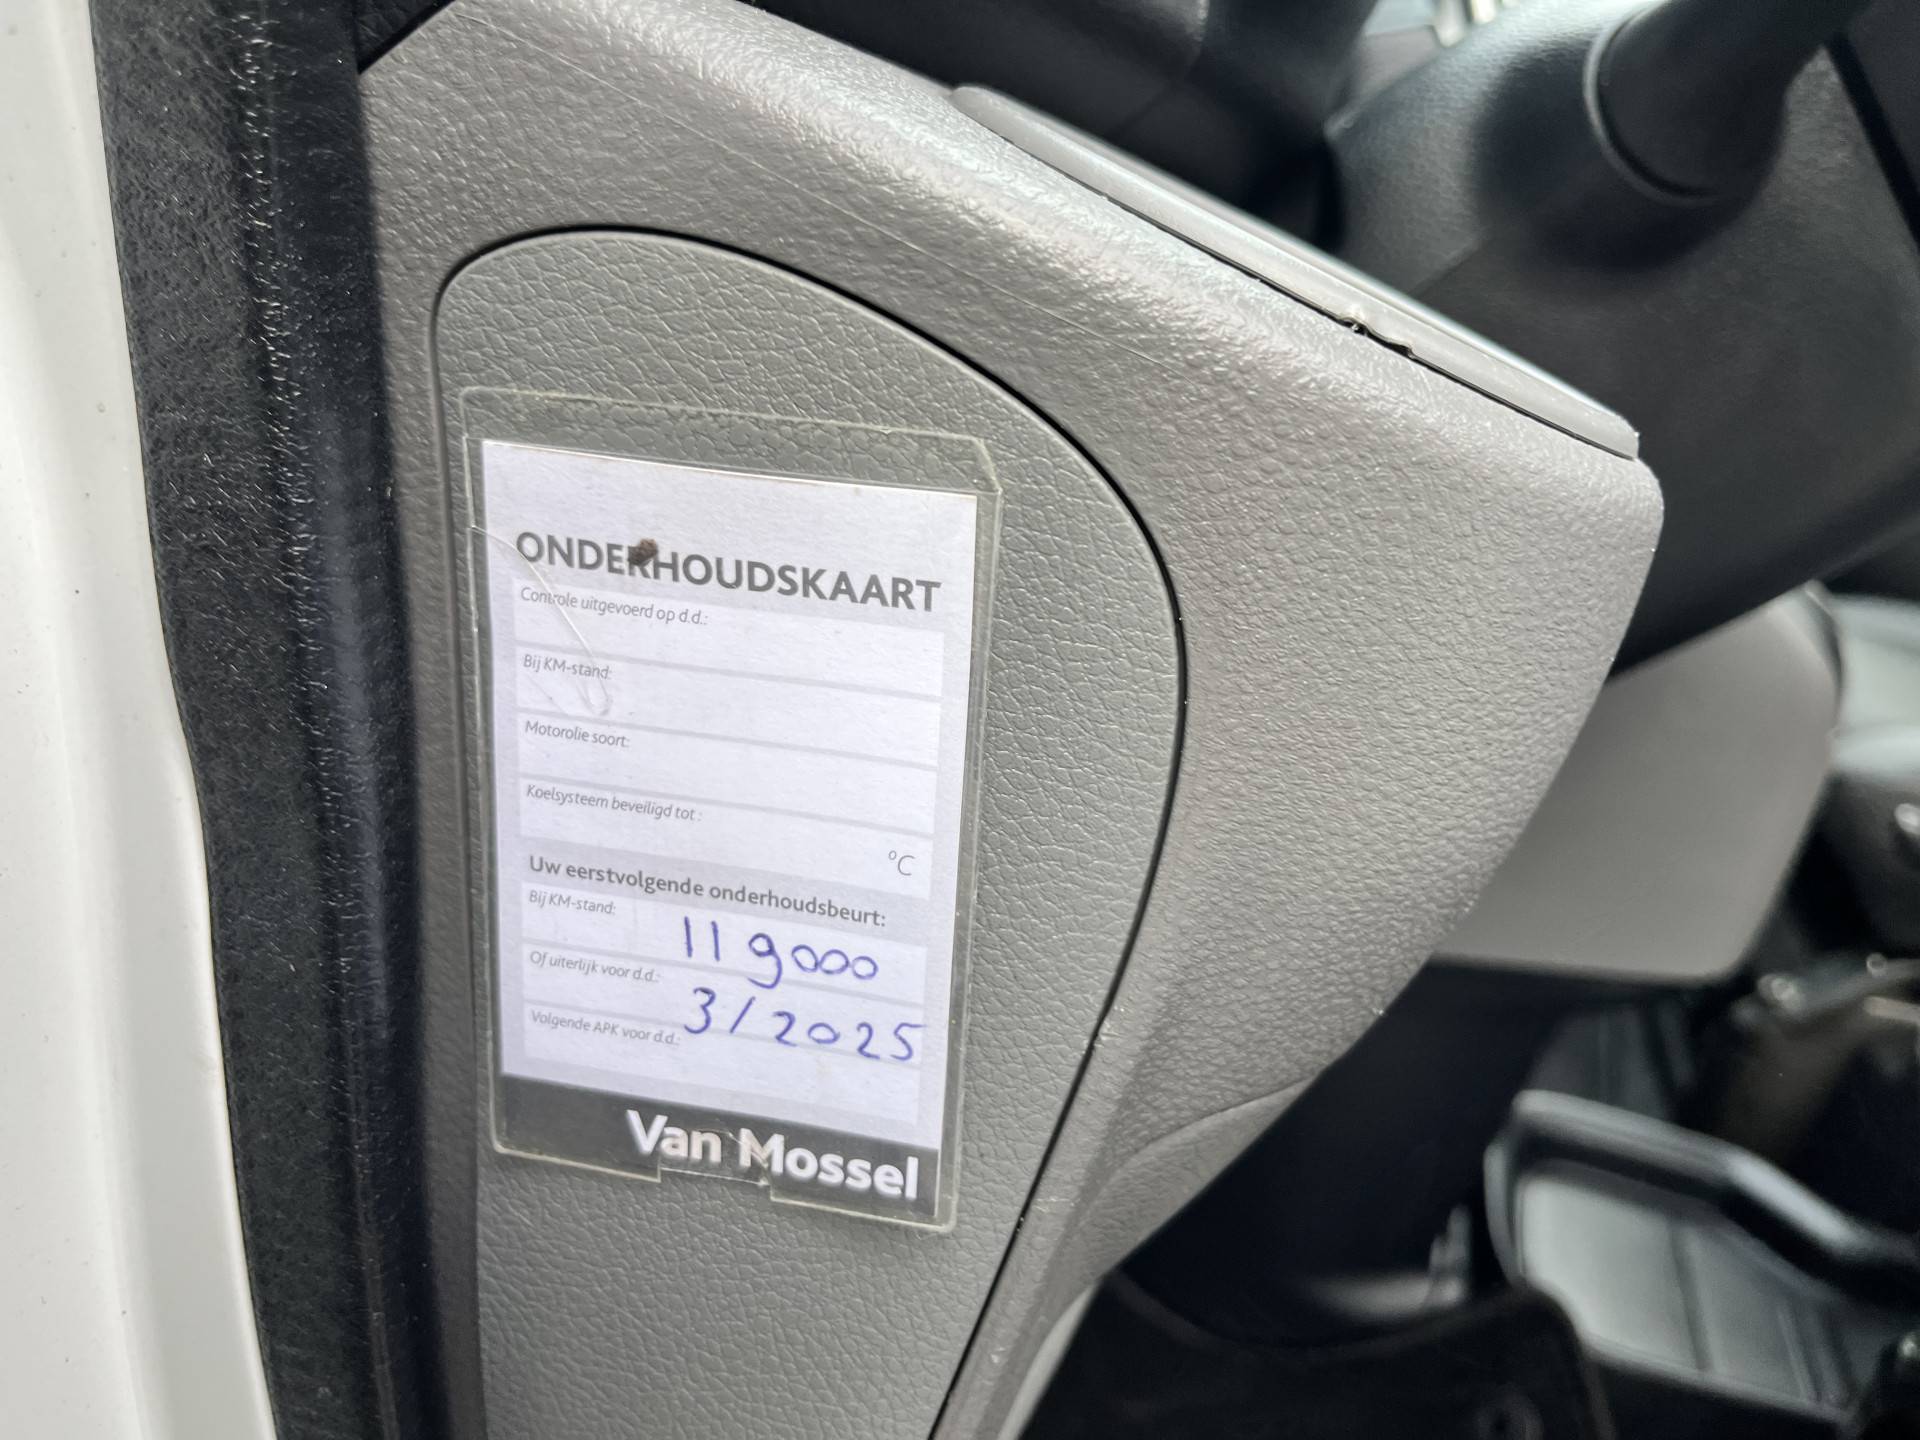 ONDERHOUDSKAART
Controle uitgevoerd op d.d.:
Bij KM-stand:
Motorolie soort:
Koelsysteem beveiligd tot :
°C
Uw eerstvolgende onderhoudsbeurt:
Bij KM-stand: 119000
Of uiterlijk voor d.d.: 3/2025
Volgende APK voor d.d.:
Van Mossel